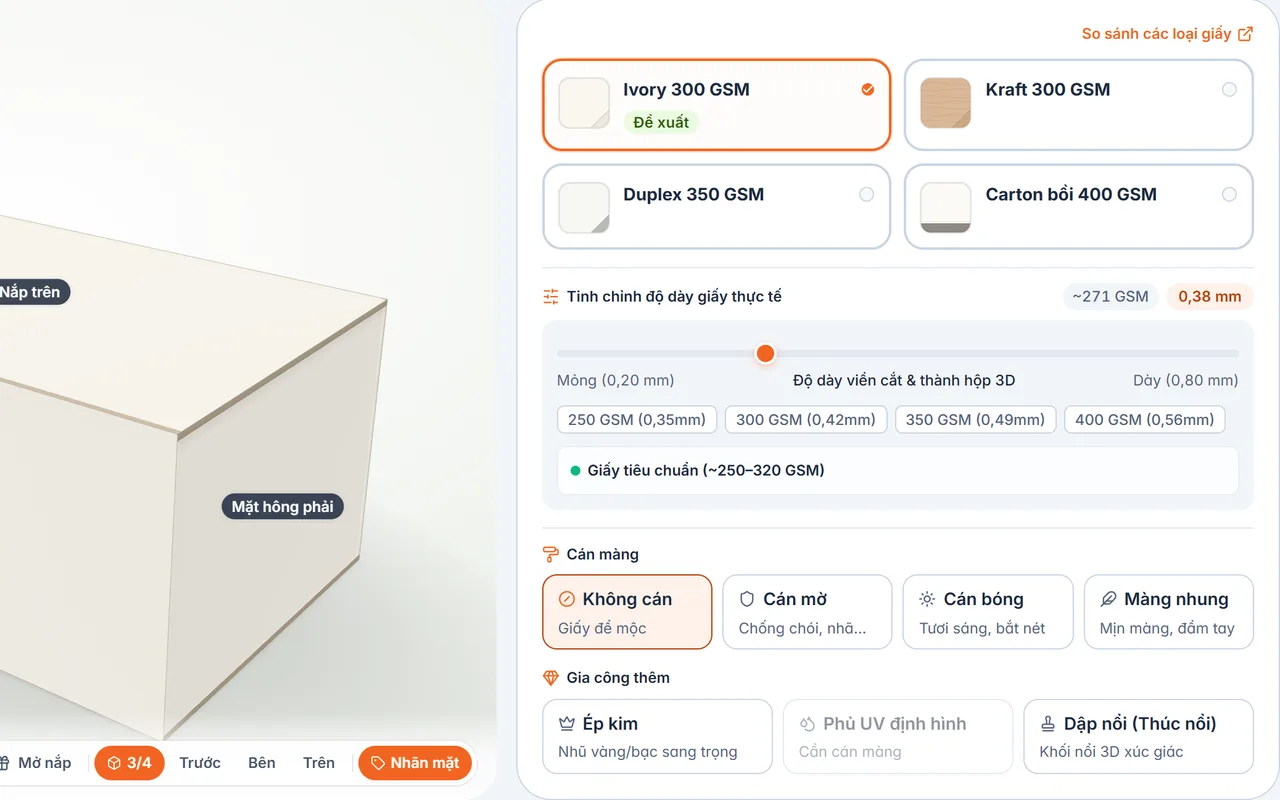 So sánh các loại giấy
Ivory 300 GSM
Đề xuất
Kraft 300 GSM
Duplex 350 GSM
Carton bồi 400 GSM
Nắp trên
Mặt hông phải
Tinh chỉnh độ dày giấy thực tế
~271 GSM
0,38 mm
Mỏng (0,20 mm)
Độ dày viền cắt & thành hộp 3D
Dày (0,80 mm)
250 GSM (0,35mm)
300 GSM (0,42mm)
350 GSM (0,49mm)
400 GSM (0,56mm)
Giấy tiêu chuẩn (~250–320 GSM)
Cán màng
Không cán
Giấy để mộc
Cán mờ
Chống chói, nhã...
Cán bóng
Tươi sáng, bắt nét
Màng nhung
Mịn màng, đầm tay
Gia công thêm
Ép kim
Nhũ vàng/bạc sang trọng
Phủ UV định hình
Cần cán màng
Dập nổi (Thúc nổi)
Khối nổi 3D xúc giác
Mở nắp
3/4
Trước
Bên
Trên
Nhãn mặt